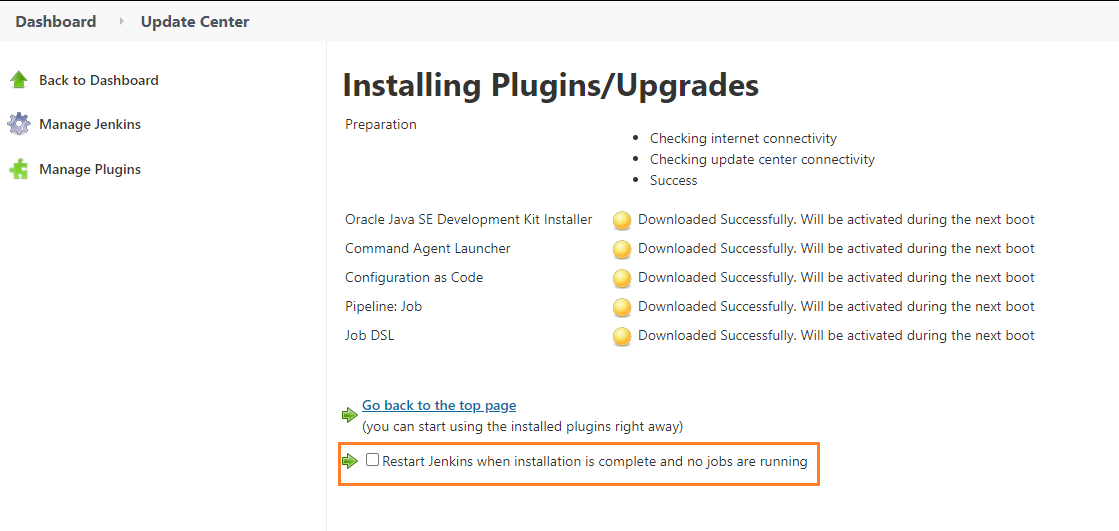 Dashboard Update Center
Back to Dashboard
Manage Jenkins
Manage Plugins
Installing Plugins/Upgrades
Preparation
Checking internet connectivity
Checking update center connectivity
Success
Oracle Java SE Development Kit Installer Downloaded Successfully. Will be activated during the next boot
Command Agent Launcher Downloaded Successfully. Will be activated during the next boot
Configuration as Code Downloaded Successfully. Will be activated during the next boot
Pipeline: Job Downloaded Successfully. Will be activated during the next boot
Job DSL Downloaded Successfully. Will be activated during the next boot
Go back to the top page
(you can start using the installed plugins right away)
Restart Jenkins when installation is complete and no jobs are running